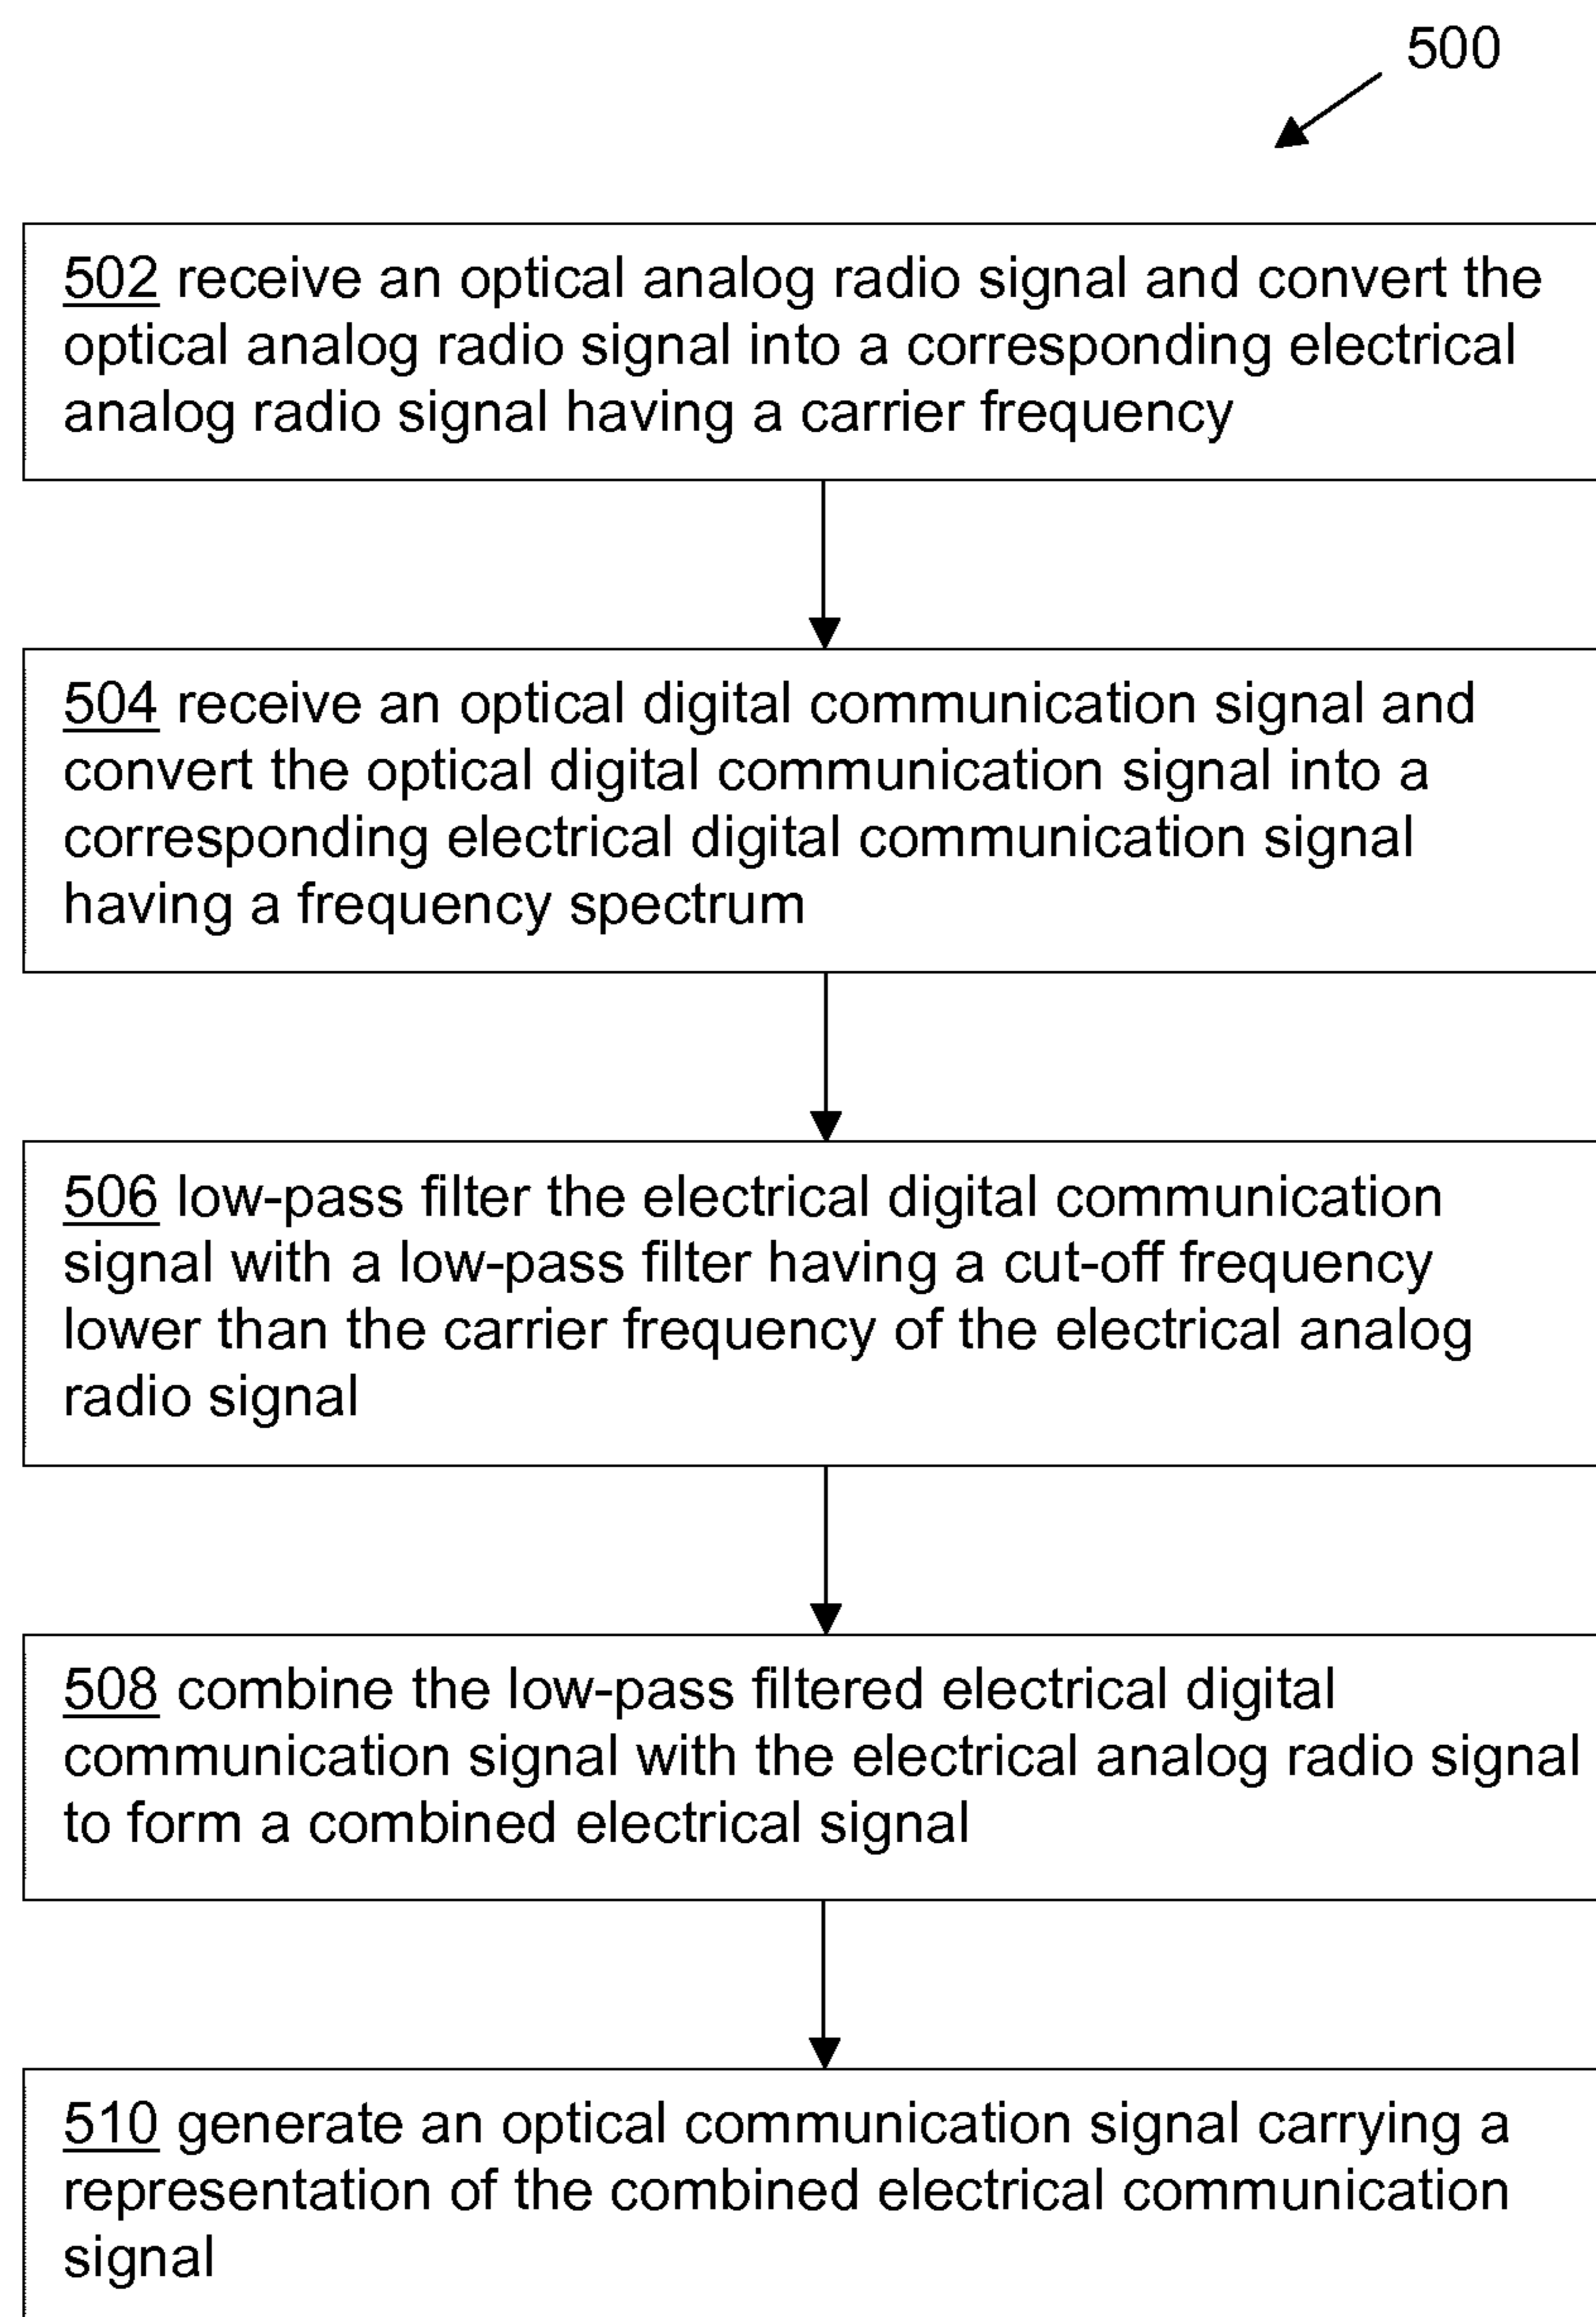 500
502 receive an optical analog radio signal and convert the
optical analog radio signal into a corresponding electrical
analog radio signal having a carrier frequency
504 receive an optical digital communication signal and
convert the optical digital communication signal into a
corresponding electrical digital communication signal
having a frequency spectrum
506 low-pass filter the electrical digital communication
signal with a low-pass filter having a cut-off frequency
lower than the carrier frequency of the electrical analog
radio signal
508 combine the low-pass filtered electrical digital
communication signal with the electrical analog radio signal
to form a combined electrical signal
510 generate an optical communication signal carrying a
representation of the combined electrical communication
signal